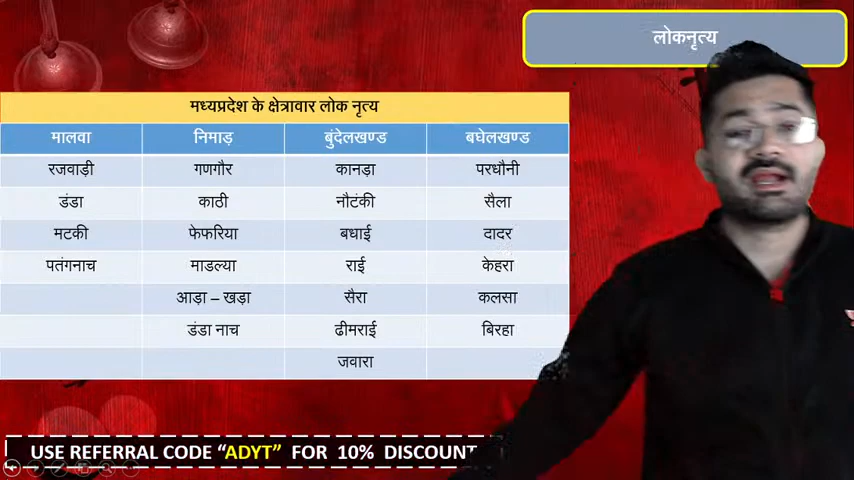 लोकनृत्य
मध्यप्रदेश के क्षेत्रावार लोक नृत्य
मालवा निमाड़ बुंदेलखण्ड बघेलखण्ड
रजवाड़ी गणगौर कानड़ा परधौनी
डंडा काठी नौटंकी सैला
मटकी फेफरिया बधाई दादर
पतंगनाच माडल्या राई केहरा
आड़ा – खड़ा सैरा कलसा
डंडा नाच ढीमराई बिरहा
जवारा
USE REFERRAL CODE “ADYT” FOR 10% DISCOUNT